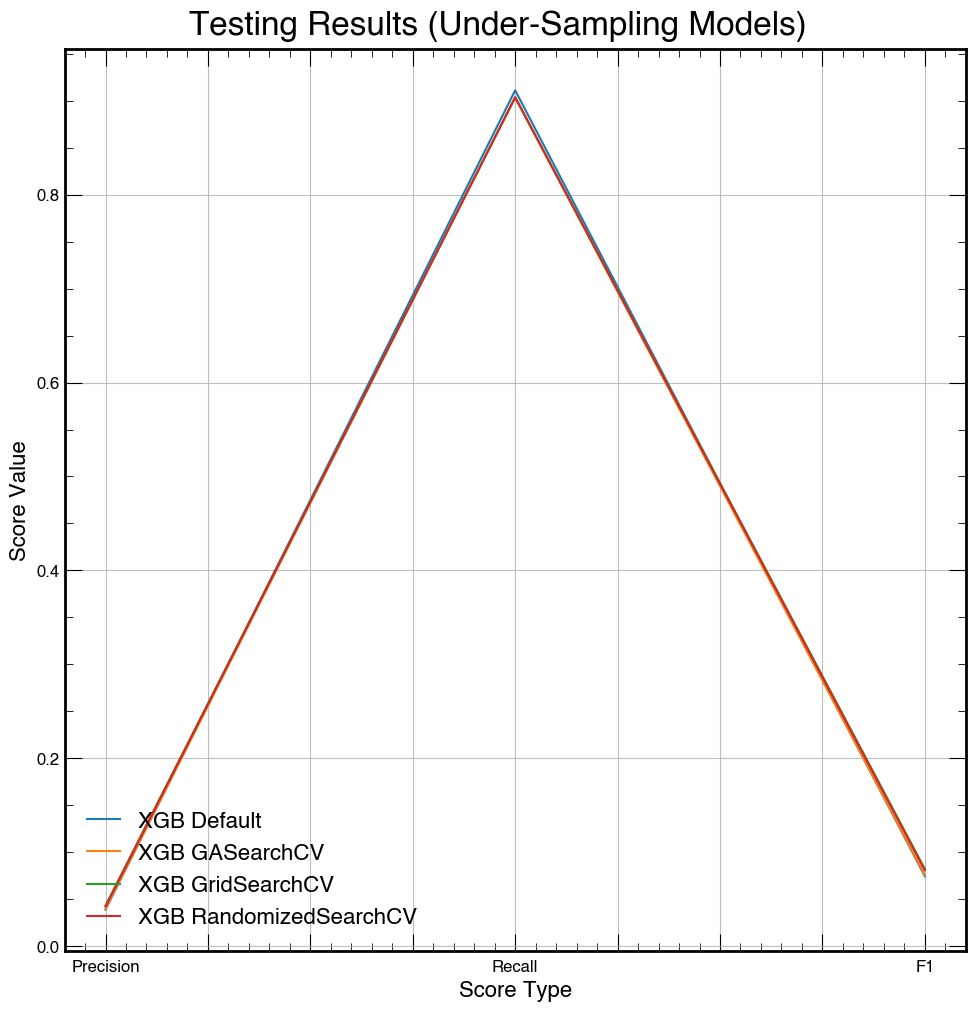 Testing Results (Under-Sampling Models)
Score Value
0.8
0.6
0.4
0.2
0.0
XGB Default
XGB GASearchCV
XGB GridSearchCV
XGB RandomizedSearchCV
Precision Recall F1
Score Type